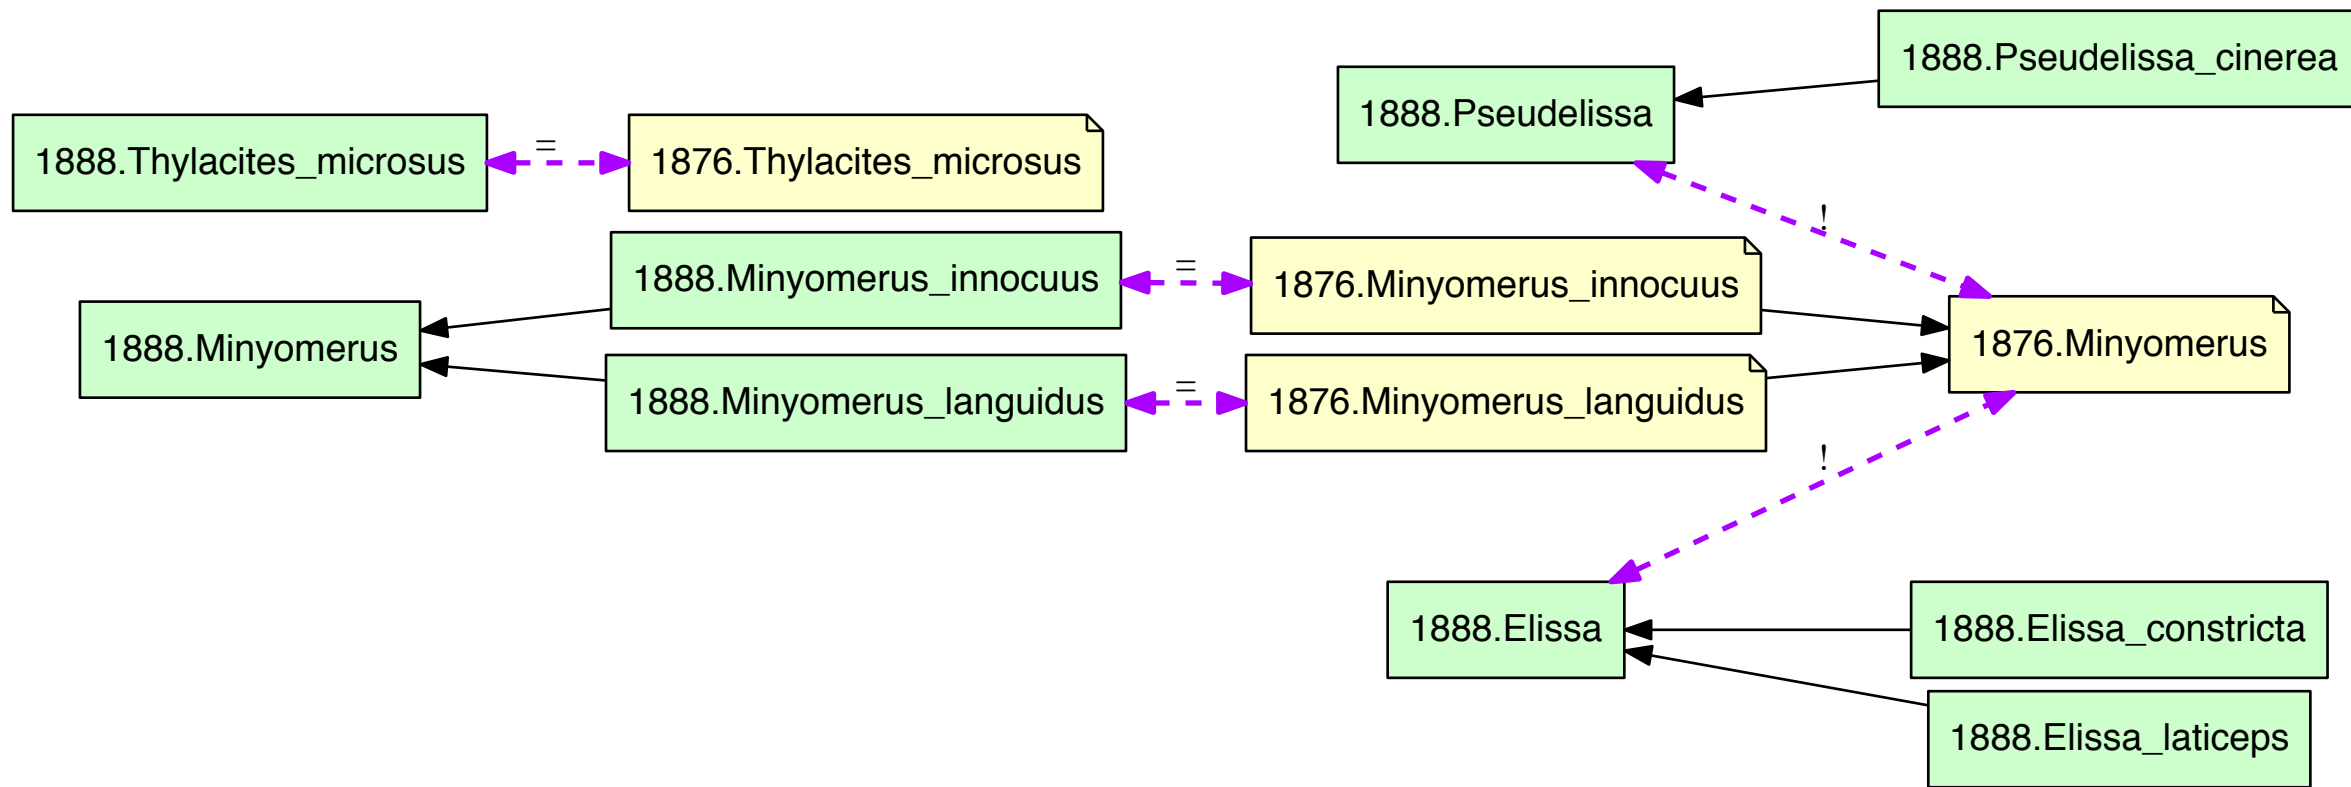 1888.Pseudelissa_cinerea
1888.Pseudelissa
1888.Thylacites_microsus
=
1876.Thylacites_microsus
!
1888.Minyomerus_innocuus
=
1876.Minyomerus_innocuus
1888.Minyomerus
1876.Minyomerus
1888.Minyomerus_languidus
=
1876.Minyomerus_languidus
!
1888.Elissa
1888.Elissa_constricta
1888.Elissa_laticeps